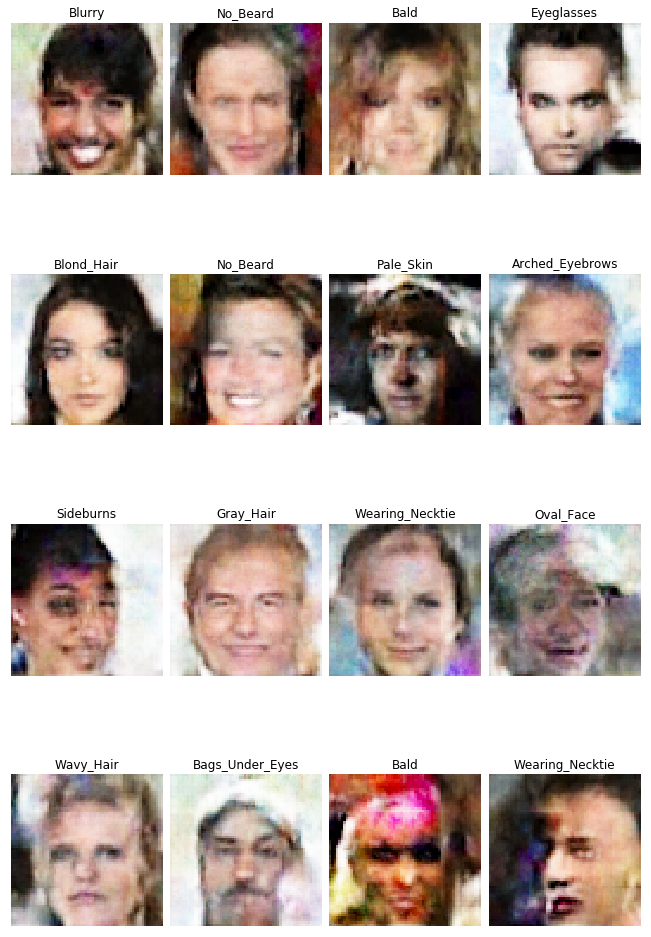 Blurry
No_Beard
Bald
Eyeglasses
Blond_Hair
No_Beard
Pale_Skin
Arched_Eyebrows
Sideburns
Gray_Hair
Wearing_Necktie
Oval_Face
Wavy_Hair
Bags_Under_Eyes
Bald
Wearing_Necktie